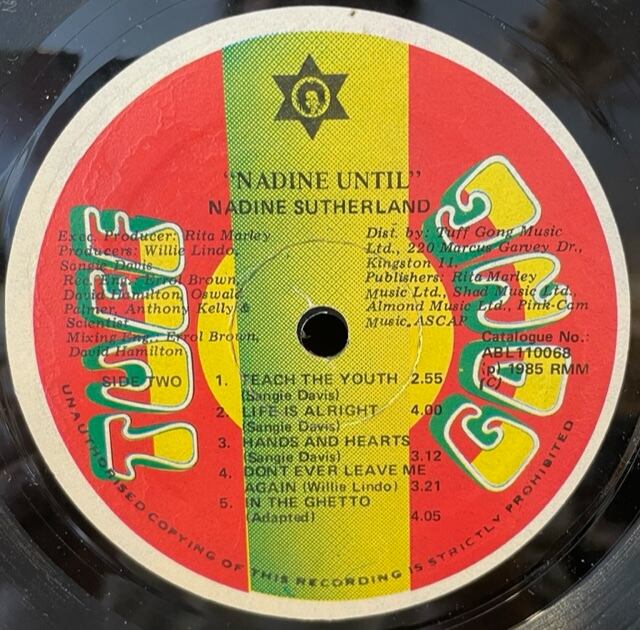 "NADINE UNTIL"
NADINE SUTHERLAND
Exec. Producer: Rita Marley
Producers: Willie Lindo,
Sangie Davis
Rec. Eng.: Errol Brown,
David Hamilton, Oswald
Palmer, Anthony Kelly &
Scientist
Mixing Eng.: Errol Brown,
David Hamilton
Dist. by: Tuff Gong Music
Ltd., 220 Marcus Garvey Dr.,
Kingston 11
Publishers: Rita Marley
Music Ltd., Shad Music Ltd.,
Almond Music Ltd., Pink-Cam
Music, ASCAP
Catalogue No.:
ABL110068
(p) 1985 RMM
(C)
TUFF GONG
SIDE TWO
1. TEACH THE YOUTH 2.55
(Sangie Davis)
2. LIFE IS ALRIGHT 4.00
(Sangie Davis)
3. HANDS AND HEARTS
(Sangie Davis) 3.12
4. DONT EVER LEAVE ME
AGAIN (Willie Lindo) 3.21
5. IN THE GHETTO
(Adapted) 4.05
UNAUTHORISED COPYING OF THIS RECORDING IS STRICTLY PROHIBITED